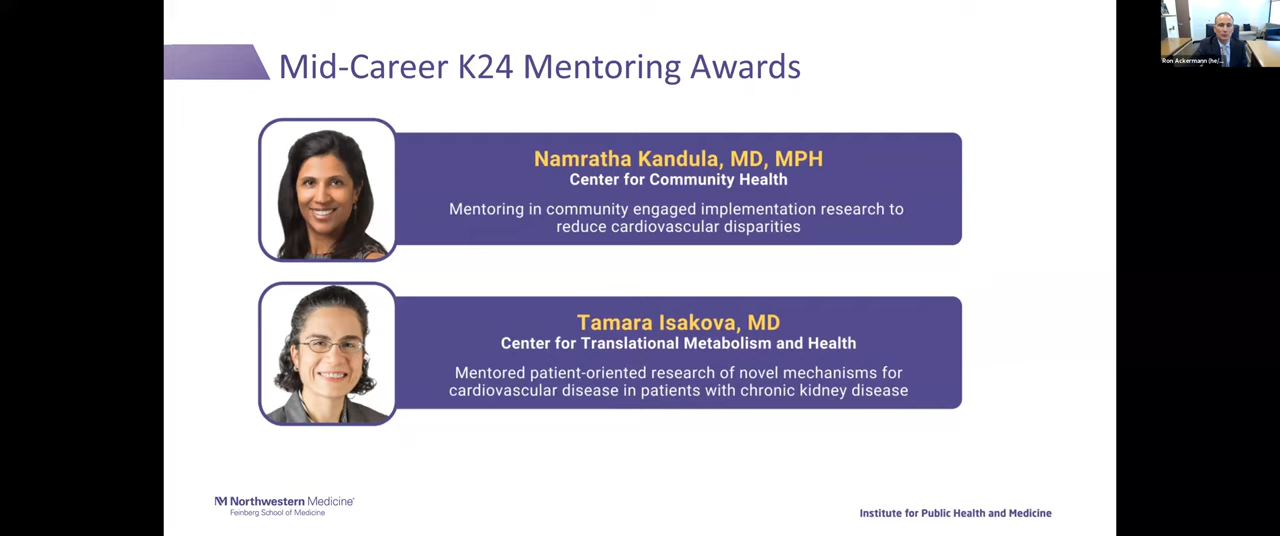 Mid-Career K24 Mentoring Awards
Ron Ackermann (he/...
Namratha Kandula, MD, MPH
Center for Community Health
Mentoring in community engaged implementation research to
reduce cardiovascular disparities
Tamara Isakova, MD
Center for Translational Metabolism and Health
Mentored patient-oriented research of novel mechanisms for
cardiovascular disease in patients with chronic kidney disease
NM Northwestern Medicine®
Feinberg School of Medicine
Institute for Public Health and Medicine